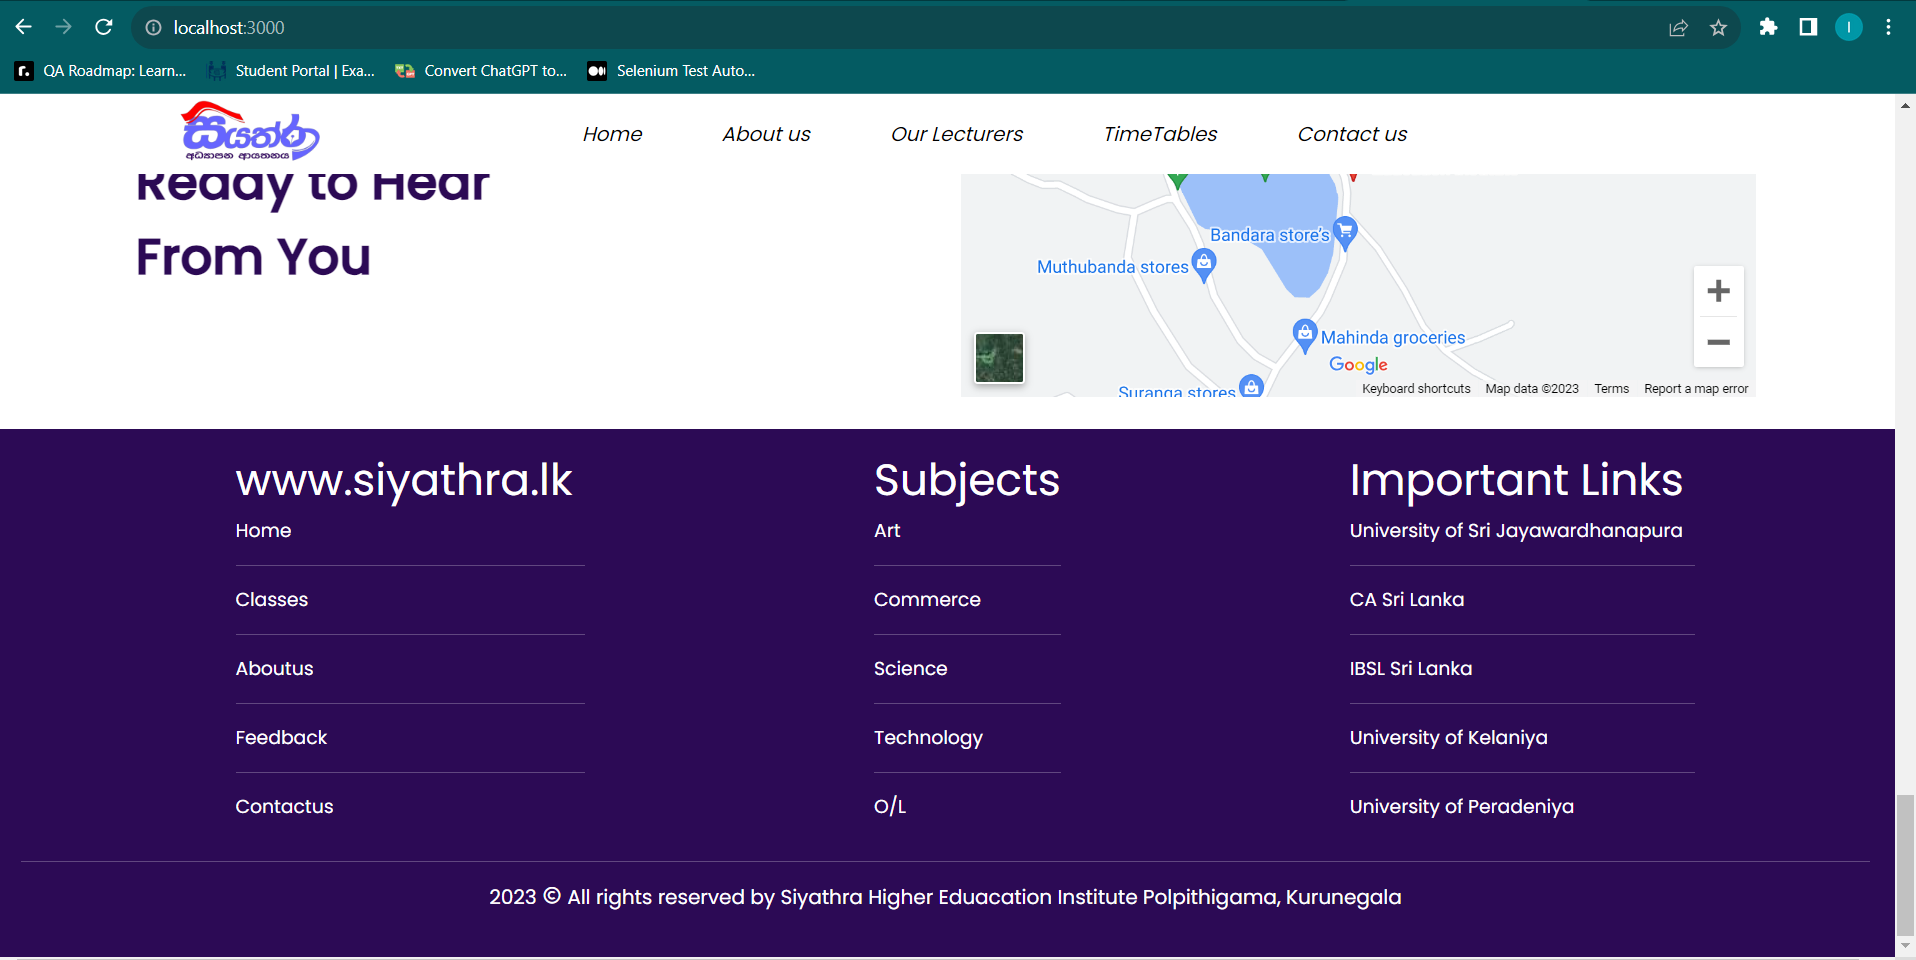 localhost:3000
QA Roadmap: Learn... Student Portal | Exa... Convert ChatGPT to... Selenium Test Auto...
සියත්රා
අධ්‍යාපන ආයතනය
Home About us Our Lecturers TimeTables Contact us
Ready to Hear
From You
Bandara store's
Muthubanda stores
Mahinda groceries
Google
Suranga stores
Keyboard shortcuts Map data ©2023 Terms Report a map error
www.siyathra.lk
Home
Classes
Aboutus
Feedback
Contactus
Subjects
Art
Commerce
Science
Technology
O/L
Important Links
University of Sri Jayawardhanapura
CA Sri Lanka
IBSL Sri Lanka
University of Kelaniya
University of Peradeniya
2023 © All rights reserved by Siyathra Higher Eduacation Institute Polpithigama, Kurunegala